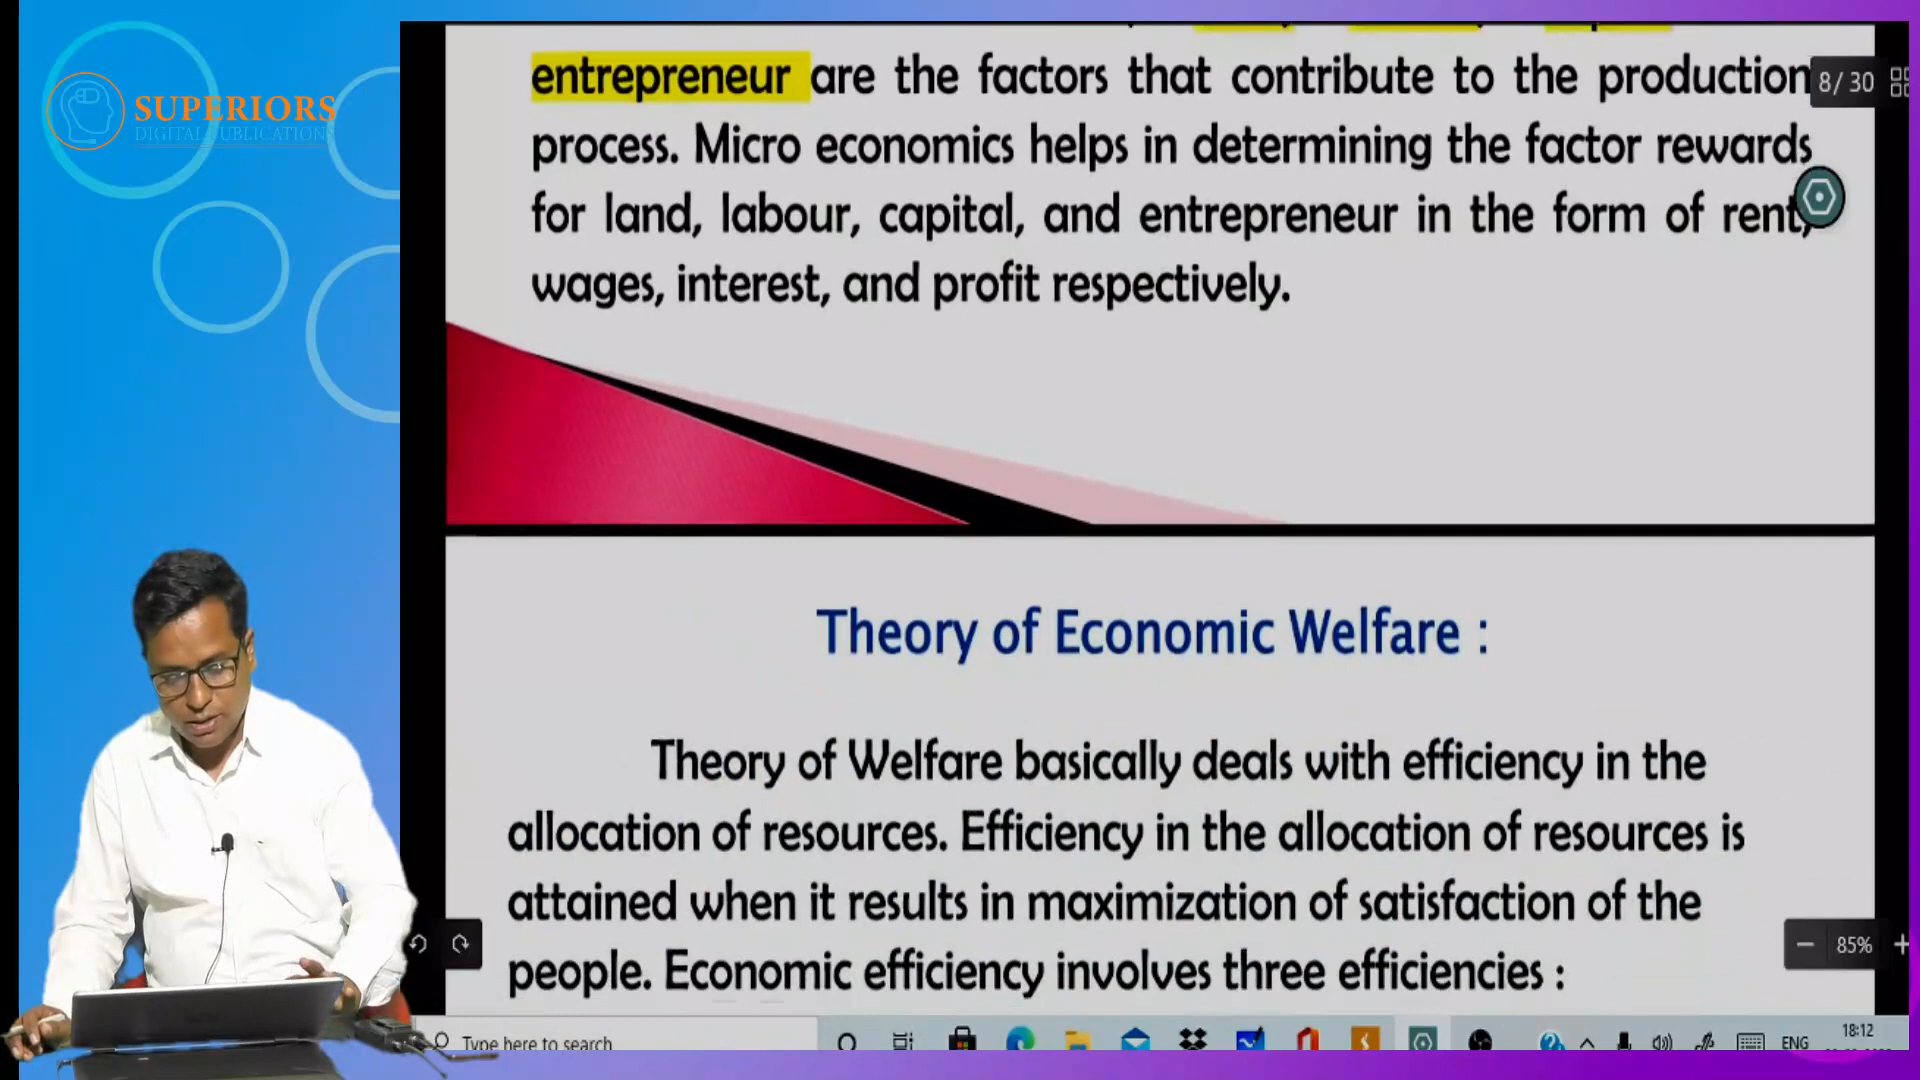 SUPERIORS
DIGITAL PUBLICATIONS
entrepreneur are the factors that contribute to the production
process. Micro economics helps in determining the factor rewards
for land, labour, capital, and entrepreneur in the form of rent,
wages, interest, and profit respectively.
8 / 30
Theory of Economic Welfare :
Theory of Welfare basically deals with efficiency in the
allocation of resources. Efficiency in the allocation of resources is
attained when it results in maximization of satisfaction of the
people. Economic efficiency involves three efficiencies :
85%
Type here to search
ENG
18:12